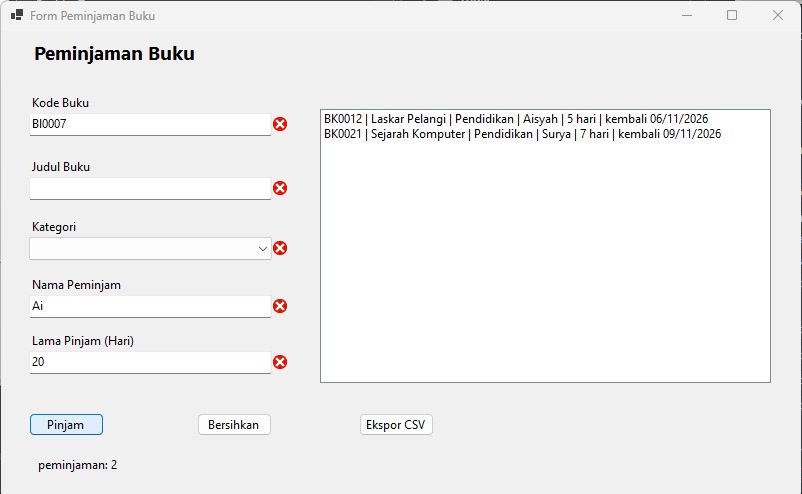 Form Peminjaman Buku
Peminjaman Buku
Kode Buku
BI0007
Judul Buku
Kategori
Nama Peminjam
Ai
Lama Pinjam (Hari)
20
BK0012 | Laskar Pelangi | Pendidikan | Aisyah | 5 hari | kembali 06/11/2026
BK0021 | Sejarah Komputer | Pendidikan | Surya | 7 hari | kembali 09/11/2026
Pinjam
Bersihkan
Ekspor CSV
peminjaman: 2